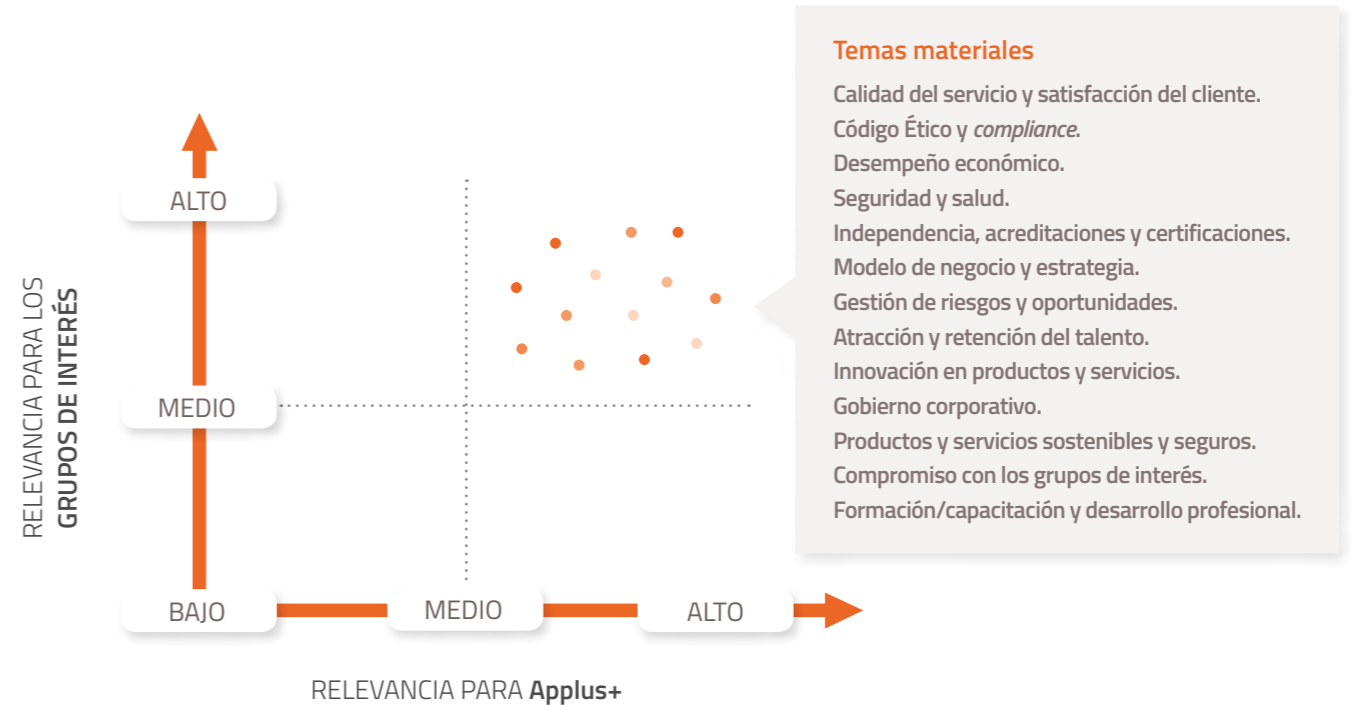 Temas materiales
Calidad del servicio y satisfacción del cliente.
Código Ético y compliance.
Desempeño económico.
Seguridad y salud.
Independencia, acreditaciones y certificaciones.
Modelo de negocio y estrategia.
Gestión de riesgos y oportunidades.
Atracción y retención del talento.
Innovación en productos y servicios.
Gobierno corporativo.
Productos y servicios sostenibles y seguros.
Compromiso con los grupos de interés.
Formación/capacitación y desarrollo profesional.
RELEVANCIA PARA LOS
GRUPOS DE INTERÉS
ALTO
MEDIO
BAJO
MEDIO
ALTO
RELEVANCIA PARA Applus+